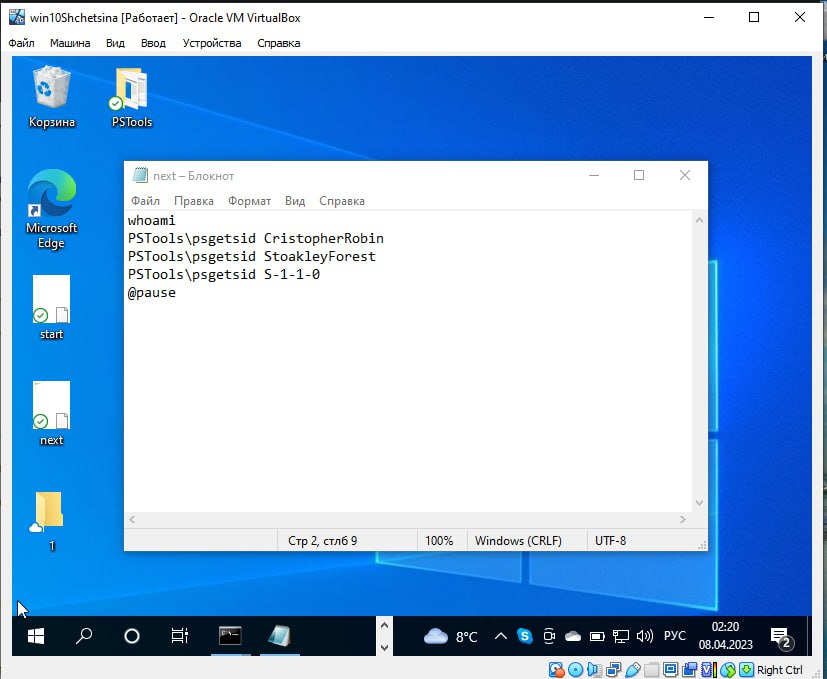 win10Shchetsina [Работает] - Oracle VM VirtualBox
Файл Машина Вид Ввод Устройства Справка
Корзина
PSTools
Microsoft
Edge
start
next
1
next – Блокнот
Файл Правка Формат Вид Справка
whoami
PSTools\psgetsid CristopherRobin
PSTools\psgetsid StoakleyForest
PSTools\psgetsid S-1-1-0
@pause
Стр 2, стлб 9 100% Windows (CRLF) UTF-8
8°C РУС 02:20
08.04.2023 2
Right Ctrl